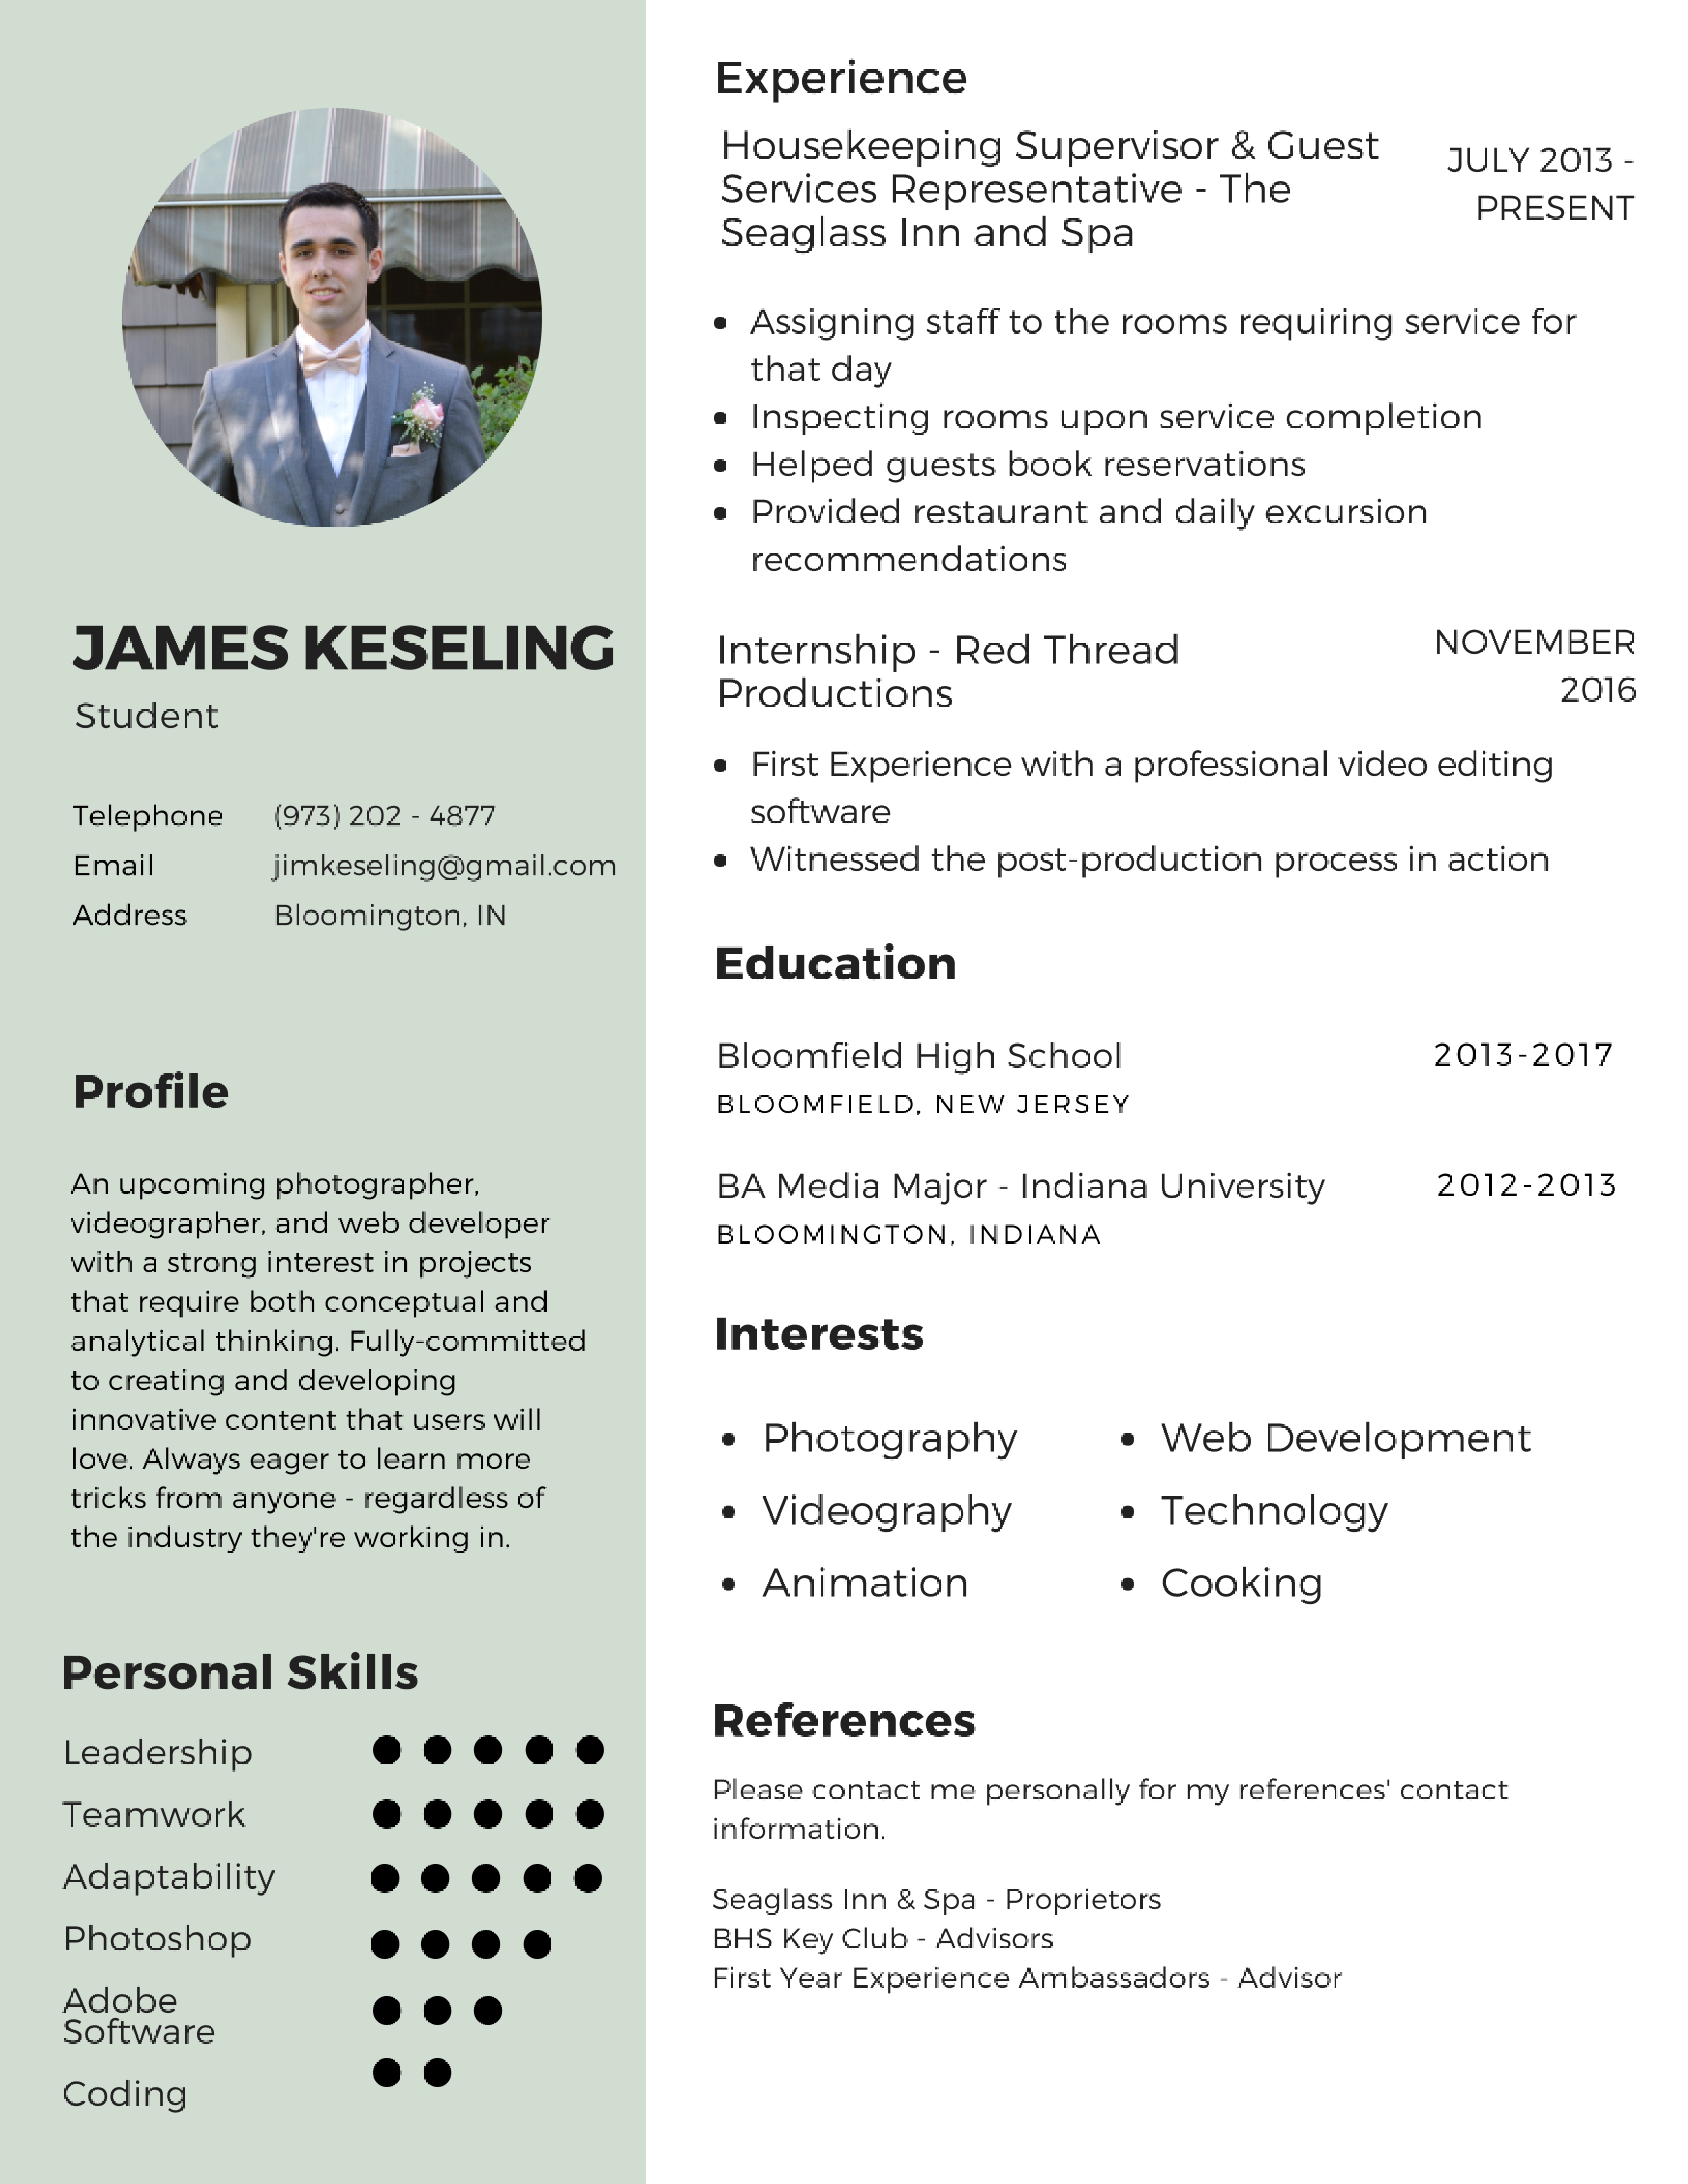 JAMES KESELING
Student
Telephone (973) 202 - 4877
Email jimkeseling@gmail.com
Address Bloomington, IN
Profile
An upcoming photographer,
videographer, and web developer
with a strong interest in projects
that require both conceptual and
analytical thinking. Fully-committed
to creating and developing
innovative content that users will
love. Always eager to learn more
tricks from anyone - regardless of
the industry they're working in.
Personal Skills
Leadership
Teamwork
Adaptability
Photoshop
Adobe
Software
Coding
Experience
Housekeeping Supervisor & Guest
Services Representative - The
Seaglass Inn and Spa
JULY 2013 -
PRESENT
• Assigning staff to the rooms requiring service for
that day
• Inspecting rooms upon service completion
• Helped guests book reservations
• Provided restaurant and daily excursion
recommendations
Internship - Red Thread
Productions
NOVEMBER
2016
• First Experience with a professional video editing
software
• Witnessed the post-production process in action
Education
Bloomfield High School 2013-2017
BLOOMFIELD, NEW JERSEY
BA Media Major - Indiana University 2012-2013
BLOOMINGTON, INDIANA
Interests
• Photography
• Videography
• Animation
• Web Development
• Technology
• Cooking
References
Please contact me personally for my references' contact
information.
Seaglass Inn & Spa - Proprietors
BHS Key Club - Advisors
First Year Experience Ambassadors - Advisor